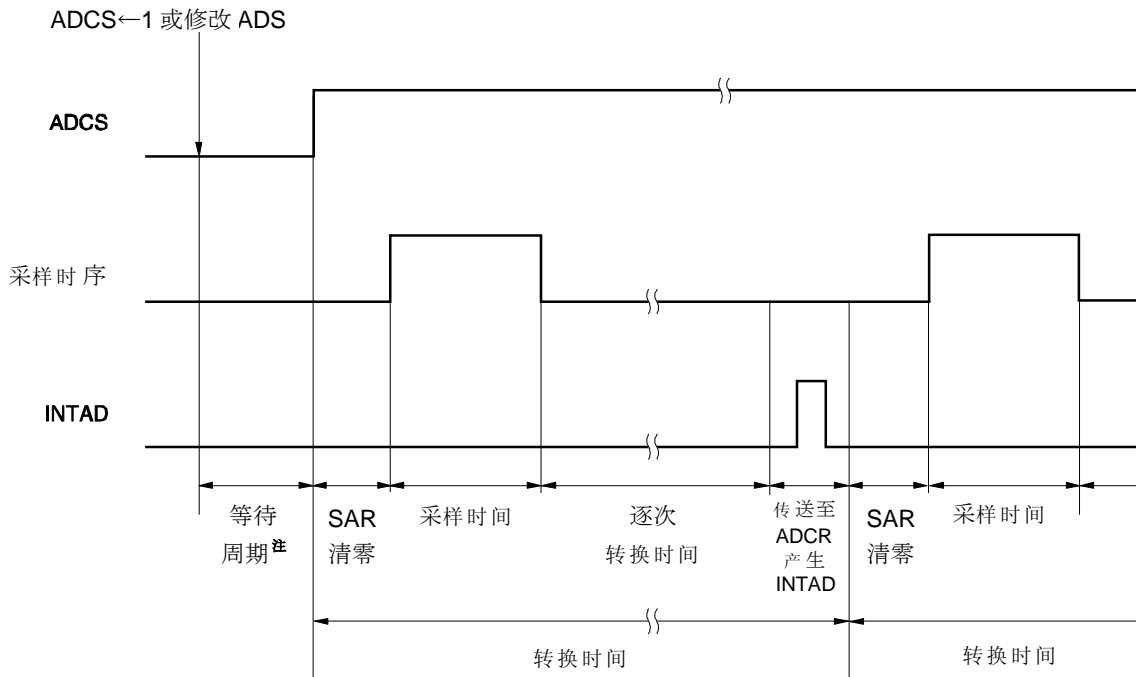 ADCS←1 或修改 ADS
ADCS
采样时序
INTAD
等待
周期注
SAR
清零
采样时间
逐次
转换时间
传送至
ADCR
产生
INTAD
SAR
清零
采样时间
转换时间
转换时间